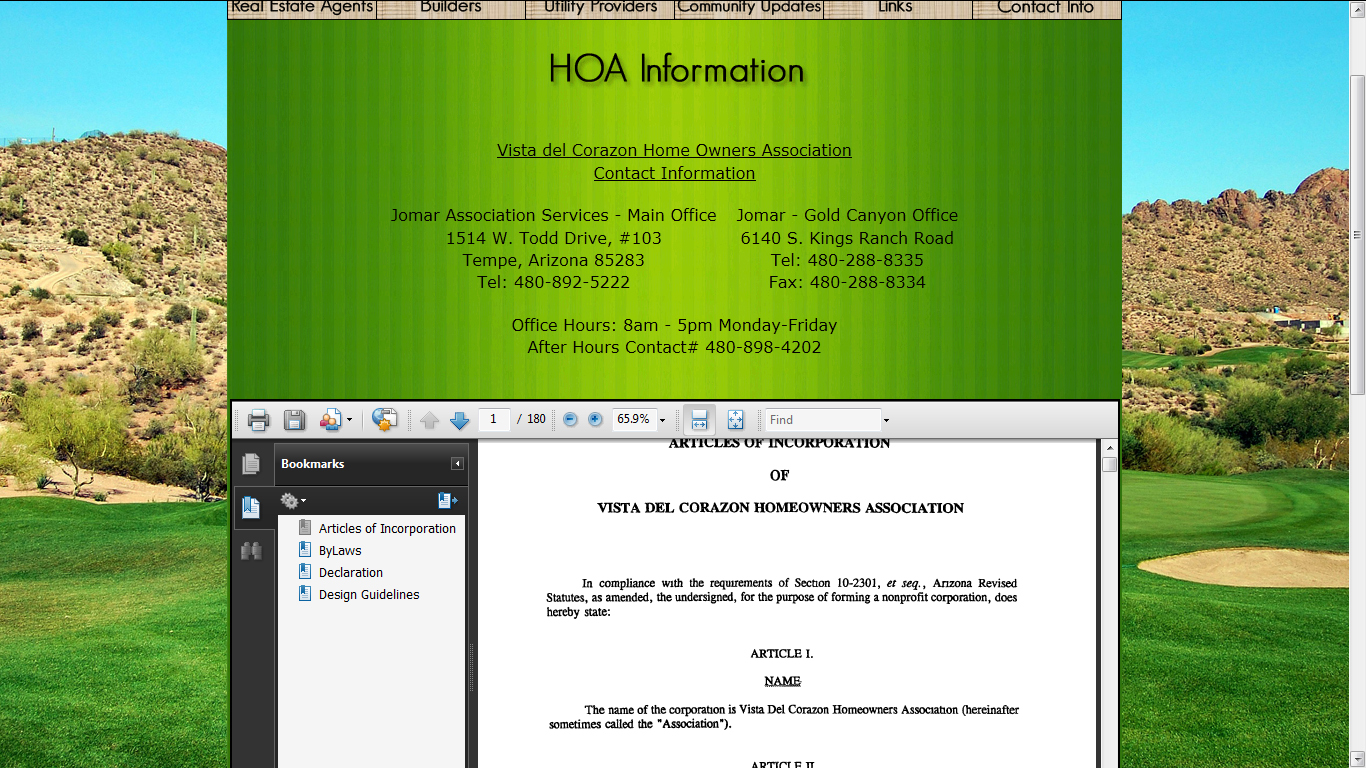 Real Estate Agents Builders Utility Providers Community Updates Links Contact Info
HOA Information
Vista del Corazon Home Owners Association
Contact Information
Jomar Association Services - Main Office
1514 W. Todd Drive, #103
Tempe, Arizona 85283
Tel: 480-892-5222
Jomar - Gold Canyon Office
6140 S. Kings Ranch Road
Tel: 480-288-8335
Fax: 480-288-8334
Office Hours: 8am - 5pm Monday-Friday
After Hours Contact# 480-898-4202
1 / 180 65.9% Find
Bookmarks
Articles of Incorporation
ByLaws
Declaration
Design Guidelines
ARTICLES OF INCORPORATION
OF
VISTA DEL CORAZON HOMEOWNERS ASSOCIATION
In compliance with the requirements of Section 10-2301, et seq., Arizona Revised
Statutes, as amended, the undersigned, for the purpose of forming a nonprofit corporation, does
hereby state:
ARTICLE I.
NAME
The name of the corporation is Vista Del Corazon Homeowners Association (hereinafter
sometimes called the "Association").
ARTICLE II